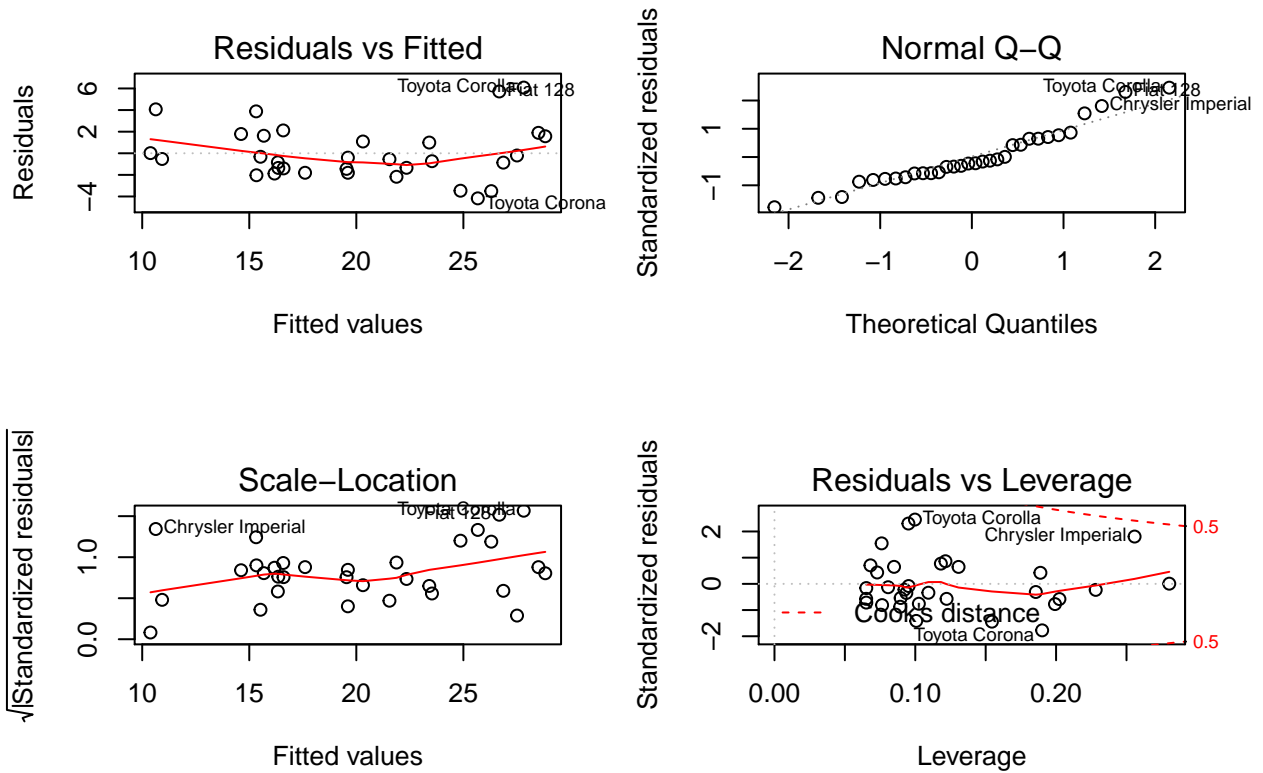 Residuals vs Fitted
Residuals
6
2
−4
Toyota Corolla
Fiat 128
Toyota Corona
10 15 20 25
Fitted values
Normal Q−Q
Standardized residuals
1
−1
Toyota Corolla
Fiat 128
Chrysler Imperial
−2 −1 0 1 2
Theoretical Quantiles
Scale−Location
√|Standardized residuals|
1.0
0.0
Toyota Corolla
Fiat 128
Chrysler Imperial
10 15 20 25
Fitted values
Residuals vs Leverage
Standardized residuals
2
0
−2
Toyota Corolla
Chrysler Imperial
0.5
Cook's distance
Toyota Corona
0.5
0.00 0.10 0.20
Leverage